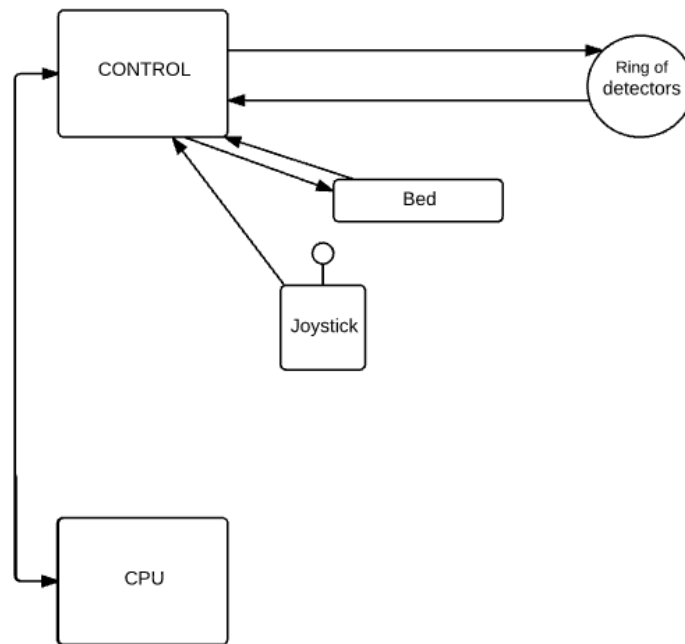 CONTROL
Ring of
detectors
Bed
Joystick
CPU